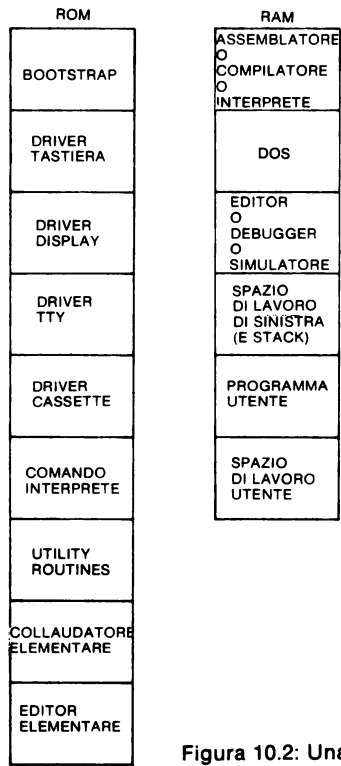 ROM
BOOTSTRAP
DRIVER
TASTIERA
DRIVER
DISPLAY
DRIVER
TTY
DRIVER
CASSETTE
COMANDO
INTERPRETE
UTILITY
ROUTINES
COLLAUDATORE
ELEMENTARE
EDITOR
ELEMENTARE
RAM
ASSEMBLATORE
O
COMPILATORE
O
INTERPRETE
DOS
EDITOR
O
DEBUGGER
O
SIMULATORE
SPAZIO
DI LAVORO
DI SINISTRA
(E STACK)
PROGRAMMA
UTENTE
SPAZIO
DI LAVORO
UTENTE
Figura 10.2: Una